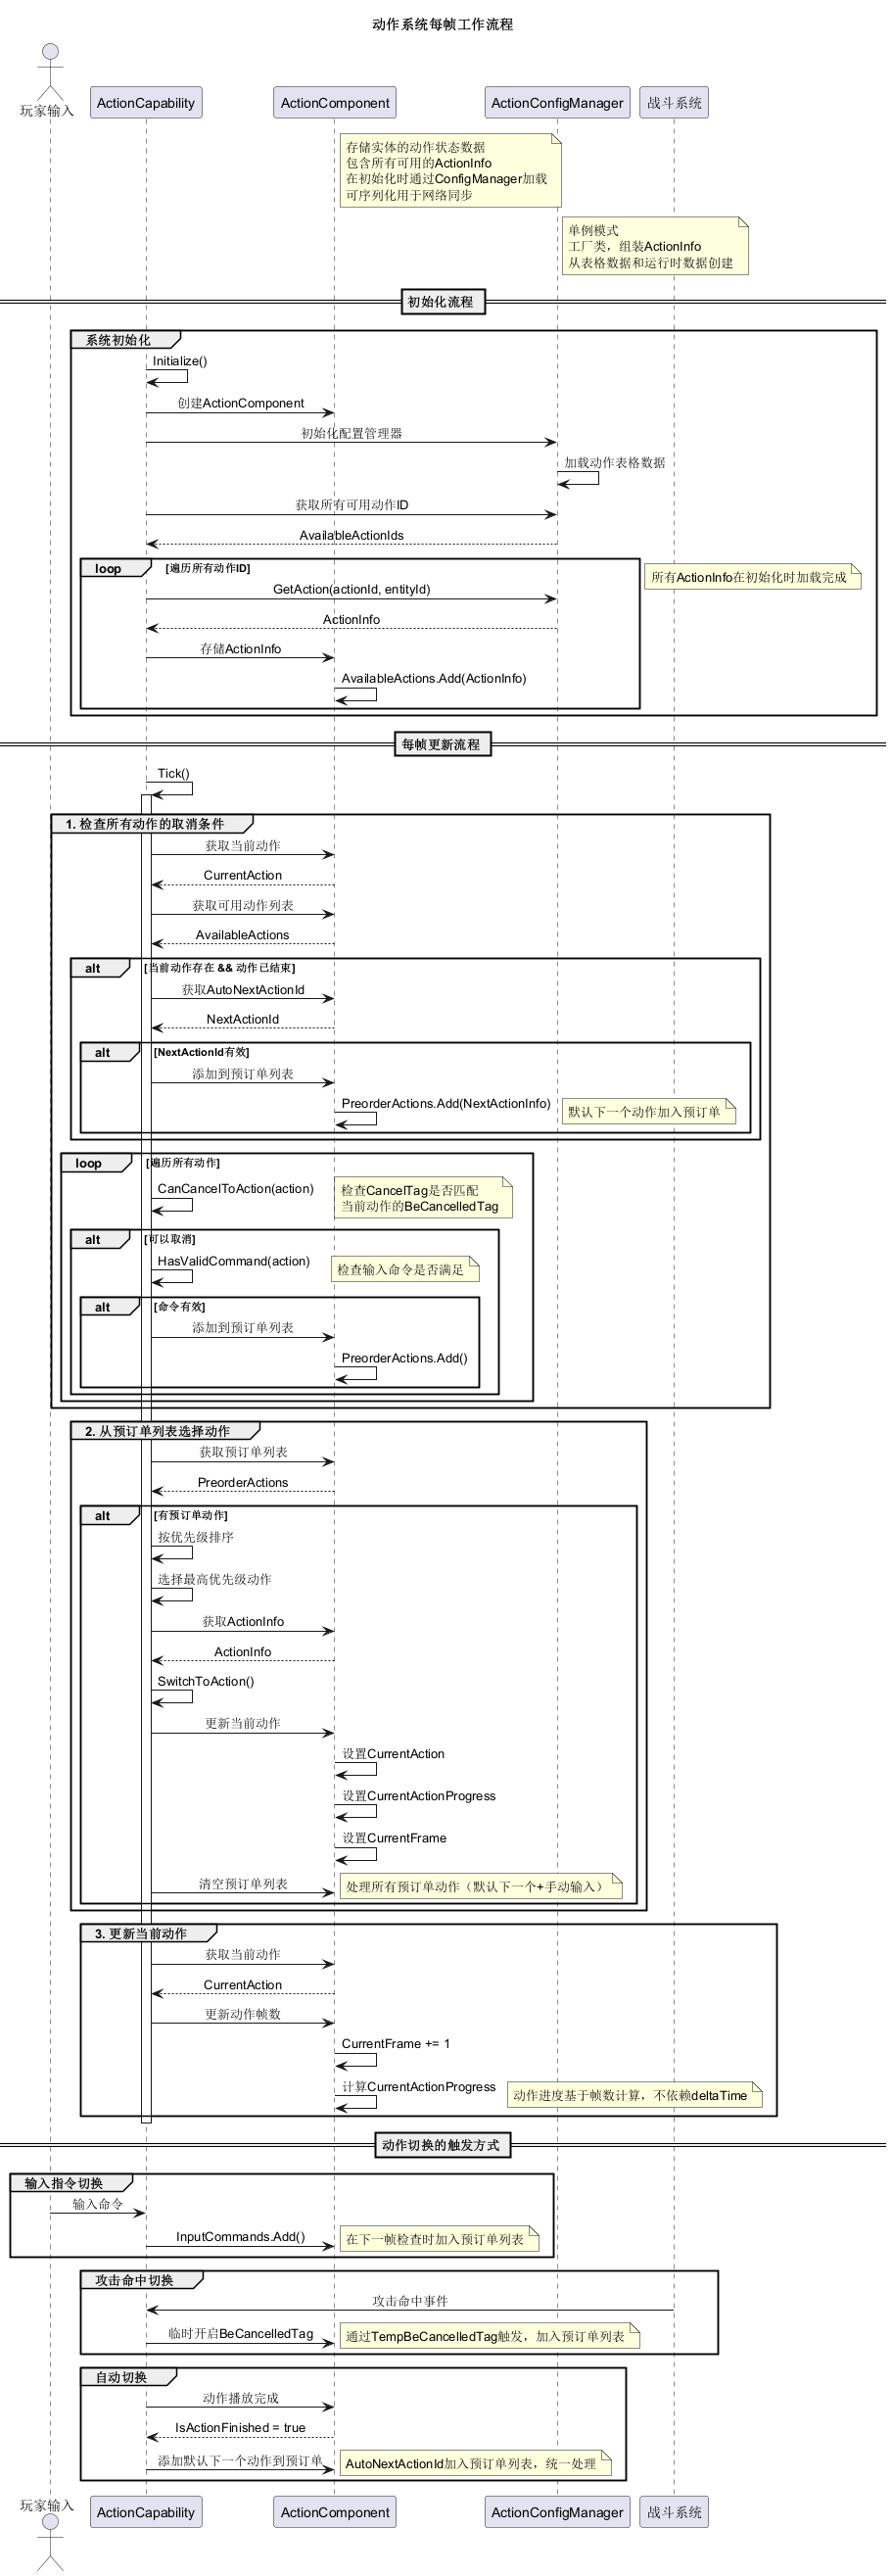 动作系统每帧工作流程
玩家输入
ActionCapability
ActionComponent
ActionConfigManager
战斗系统
存储实体的动作状态数据
包含所有可用的ActionInfo
在初始化时通过ConfigManager加载
可序列化用于网络同步
单例模式
工厂类，组装ActionInfo
从表格数据和运行时数据创建
初始化流程
系统初始化
Initialize()
创建ActionComponent
初始化配置管理器
加载动作表格数据
获取所有可用动作ID
AvailableActionIds
loop
[遍历所有动作ID]
所有ActionInfo在初始化时加载完成
GetAction(actionId, entityId)
ActionInfo
存储ActionInfo
AvailableActions.Add(ActionInfo)
每帧更新流程
Tick()
1. 检查所有动作的取消条件
获取当前动作
CurrentAction
获取可用动作列表
AvailableActions
alt
[当前动作存在 && 动作已结束]
获取AutoNextActionId
NextActionId
alt
[NextActionId有效]
添加到预订单列表
PreorderActions.Add(NextActionInfo)
默认下一个动作加入预订单
loop
[遍历所有动作]
CanCancelToAction(action)
检查CancelTag是否匹配
当前动作的BeCancelledTag
alt
[可以取消]
HasValidCommand(action)
检查输入命令是否满足
alt
[命令有效]
添加到预订单列表
PreorderActions.Add()
2. 从预订单列表选择动作
获取预订单列表
PreorderActions
alt
[有预订单动作]
按优先级排序
选择最高优先级动作
获取ActionInfo
ActionInfo
SwitchToAction()
更新当前动作
设置CurrentAction
设置CurrentActionProgress
设置CurrentFrame
清空预订单列表
处理所有预订单动作（默认下一个+手动输入）
3. 更新当前动作
获取当前动作
CurrentAction
更新动作帧数
CurrentFrame += 1
计算CurrentActionProgress
动作进度基于帧数计算，不依赖deltaTime
动作切换的触发方式
输入指令切换
输入命令
InputCommands.Add()
在下一帧检查时加入预订单列表
攻击命中切换
攻击命中事件
临时开启BeCancelledTag
通过TempBeCancelledTag触发，加入预订单列表
自动切换
动作播放完成
IsActionFinished = true
添加默认下一个动作到预订单
AutoNextActionId加入预订单列表，统一处理
玩家输入
ActionCapability
ActionComponent
ActionConfigManager
战斗系统